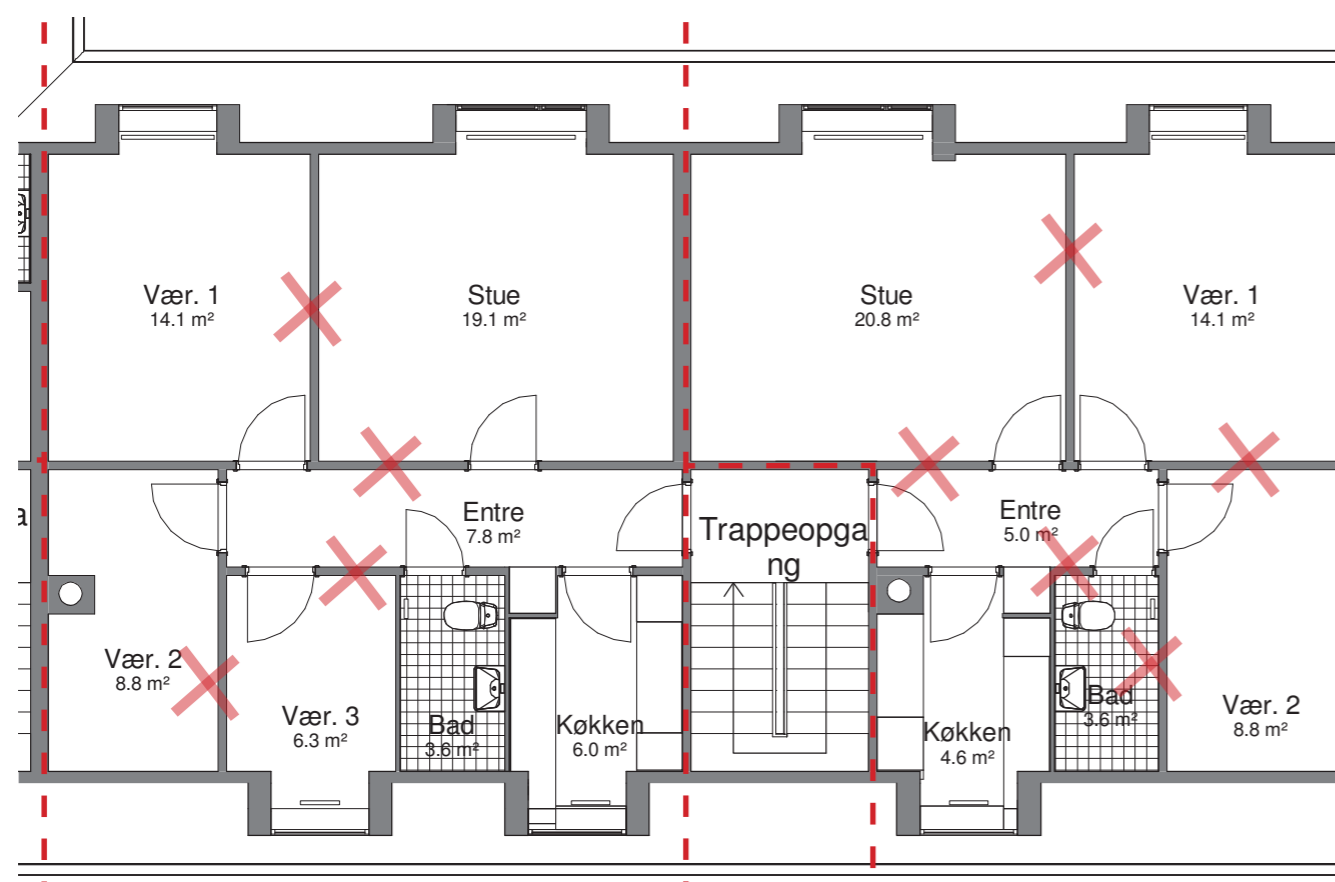 Vær. 1
14.1 m²
Stue
19.1 m²
Stue
20.8 m²
Vær. 1
14.1 m²
a
Entre
7.8 m²
Trappeopga
ng
Entre
5.0 m²
Vær. 2
8.8 m²
Vær. 3
6.3 m²
Bad
3.6 m²
Køkken
6.0 m²
Køkken
4.6 m²
Bad
3.6 m²
Vær. 2
8.8 m²